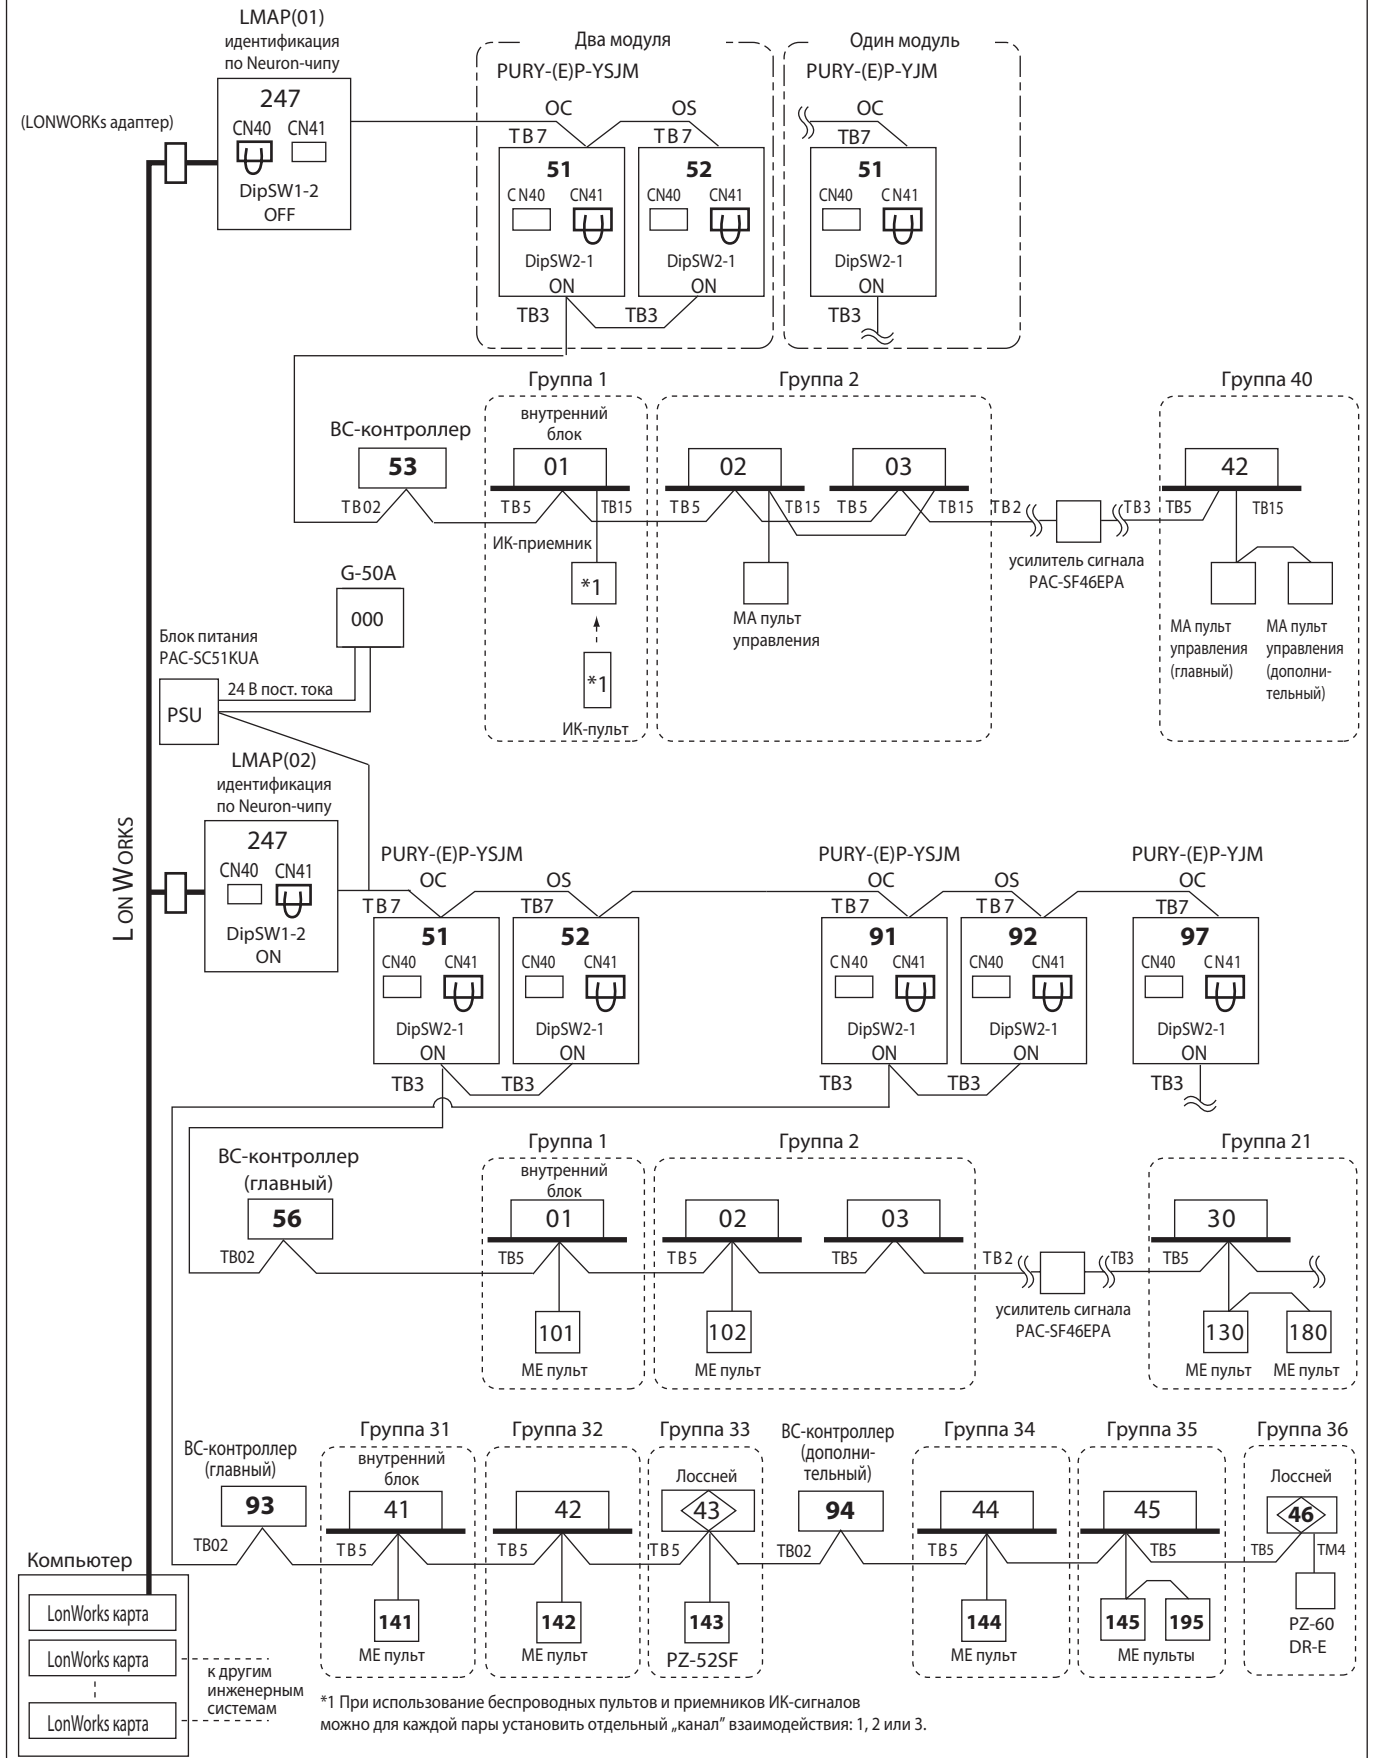 LMAP(01)
идентификация
по Neuron-чипу
247
CN40 CN41
DipSW1-2
OFF
(LONWORKs адаптер)
Два модуля
PURY-(E)P-YSJM
OC OS
TB7 TB7
51 52
CN40 CN41 CN40 CN41
DipSW2-1 DipSW2-1
ON ON
TB3 TB3
Один модуль
PURY-(E)P-YJM
OC
TB7
51
CN40 CN41
DipSW2-1
ON
TB3
Группа 1 Группа 2 Группа 40
BC-контроллер
внутренний
блок
53 01 02 03 42
TB02 TB5 TB15 TB5 TB15 TB5 TB15 TB2 TB3 TB5 TB15
ИК-приемник
*1
*1
ИК-пульт
МА пульт
управления
усилитель сигнала
PAC-SF46EPA
МА пульт
управления
(главный)
МА пульт
управления
(дополни-
тельный)
G-50A
000
Блок питания
PAC-SC51KUA
24 В пост. тока
PSU
LMAP(02)
идентификация
по Neuron-чипу
247
CN40 CN41
DipSW1-2
ON
LONWORKS
PURY-(E)P-YSJM PURY-(E)P-YSJM PURY-(E)P-YJM
OC OS OC OS OC
TB7 TB7 TB7 TB7 TB7
51 52 91 92 97
CN40 CN41 CN40 CN41 CN40 CN41 CN40 CN41 CN40 CN41
DipSW2-1 DipSW2-1 DipSW2-1 DipSW2-1 DipSW2-1
ON ON ON ON ON
TB3 TB3 TB3 TB3 TB3
Группа 1 Группа 2 Группа 21
BC-контроллер
(главный)
внутренний
блок
56 01 02 03 30
TB02 TB5 TB5 TB5 TB2 TB3 TB5
усилитель сигнала
PAC-SF46EPA
101 102 130 180
МЕ пульт МЕ пульт МЕ пульт МЕ пульт
Группа 31 Группа 32 Группа 33 Группа 34 Группа 35 Группа 36
BC-контроллер
(главный)
внутренний
блок
Лоссней
BC-контроллер
(дополни-
тельный)
Лоссней
93 41 42 43 94 44 45 46
TB02 TB5 TB5 TB5 TB02 TB5 TB5 TB5 TM4
141 142 143 144 145 195
МЕ пульт МЕ пульт PZ-52SF МЕ пульт МЕ пульты
PZ-60
DR-E
Компьютер
LonWorks карта
LonWorks карта
LonWorks карта
к другим
инженерным
системам
*1 При использование беспроводных пультов и приемников ИК-сигналов
можно для каждой пары установить отдельный „канал” взаимодействия: 1, 2 или 3.